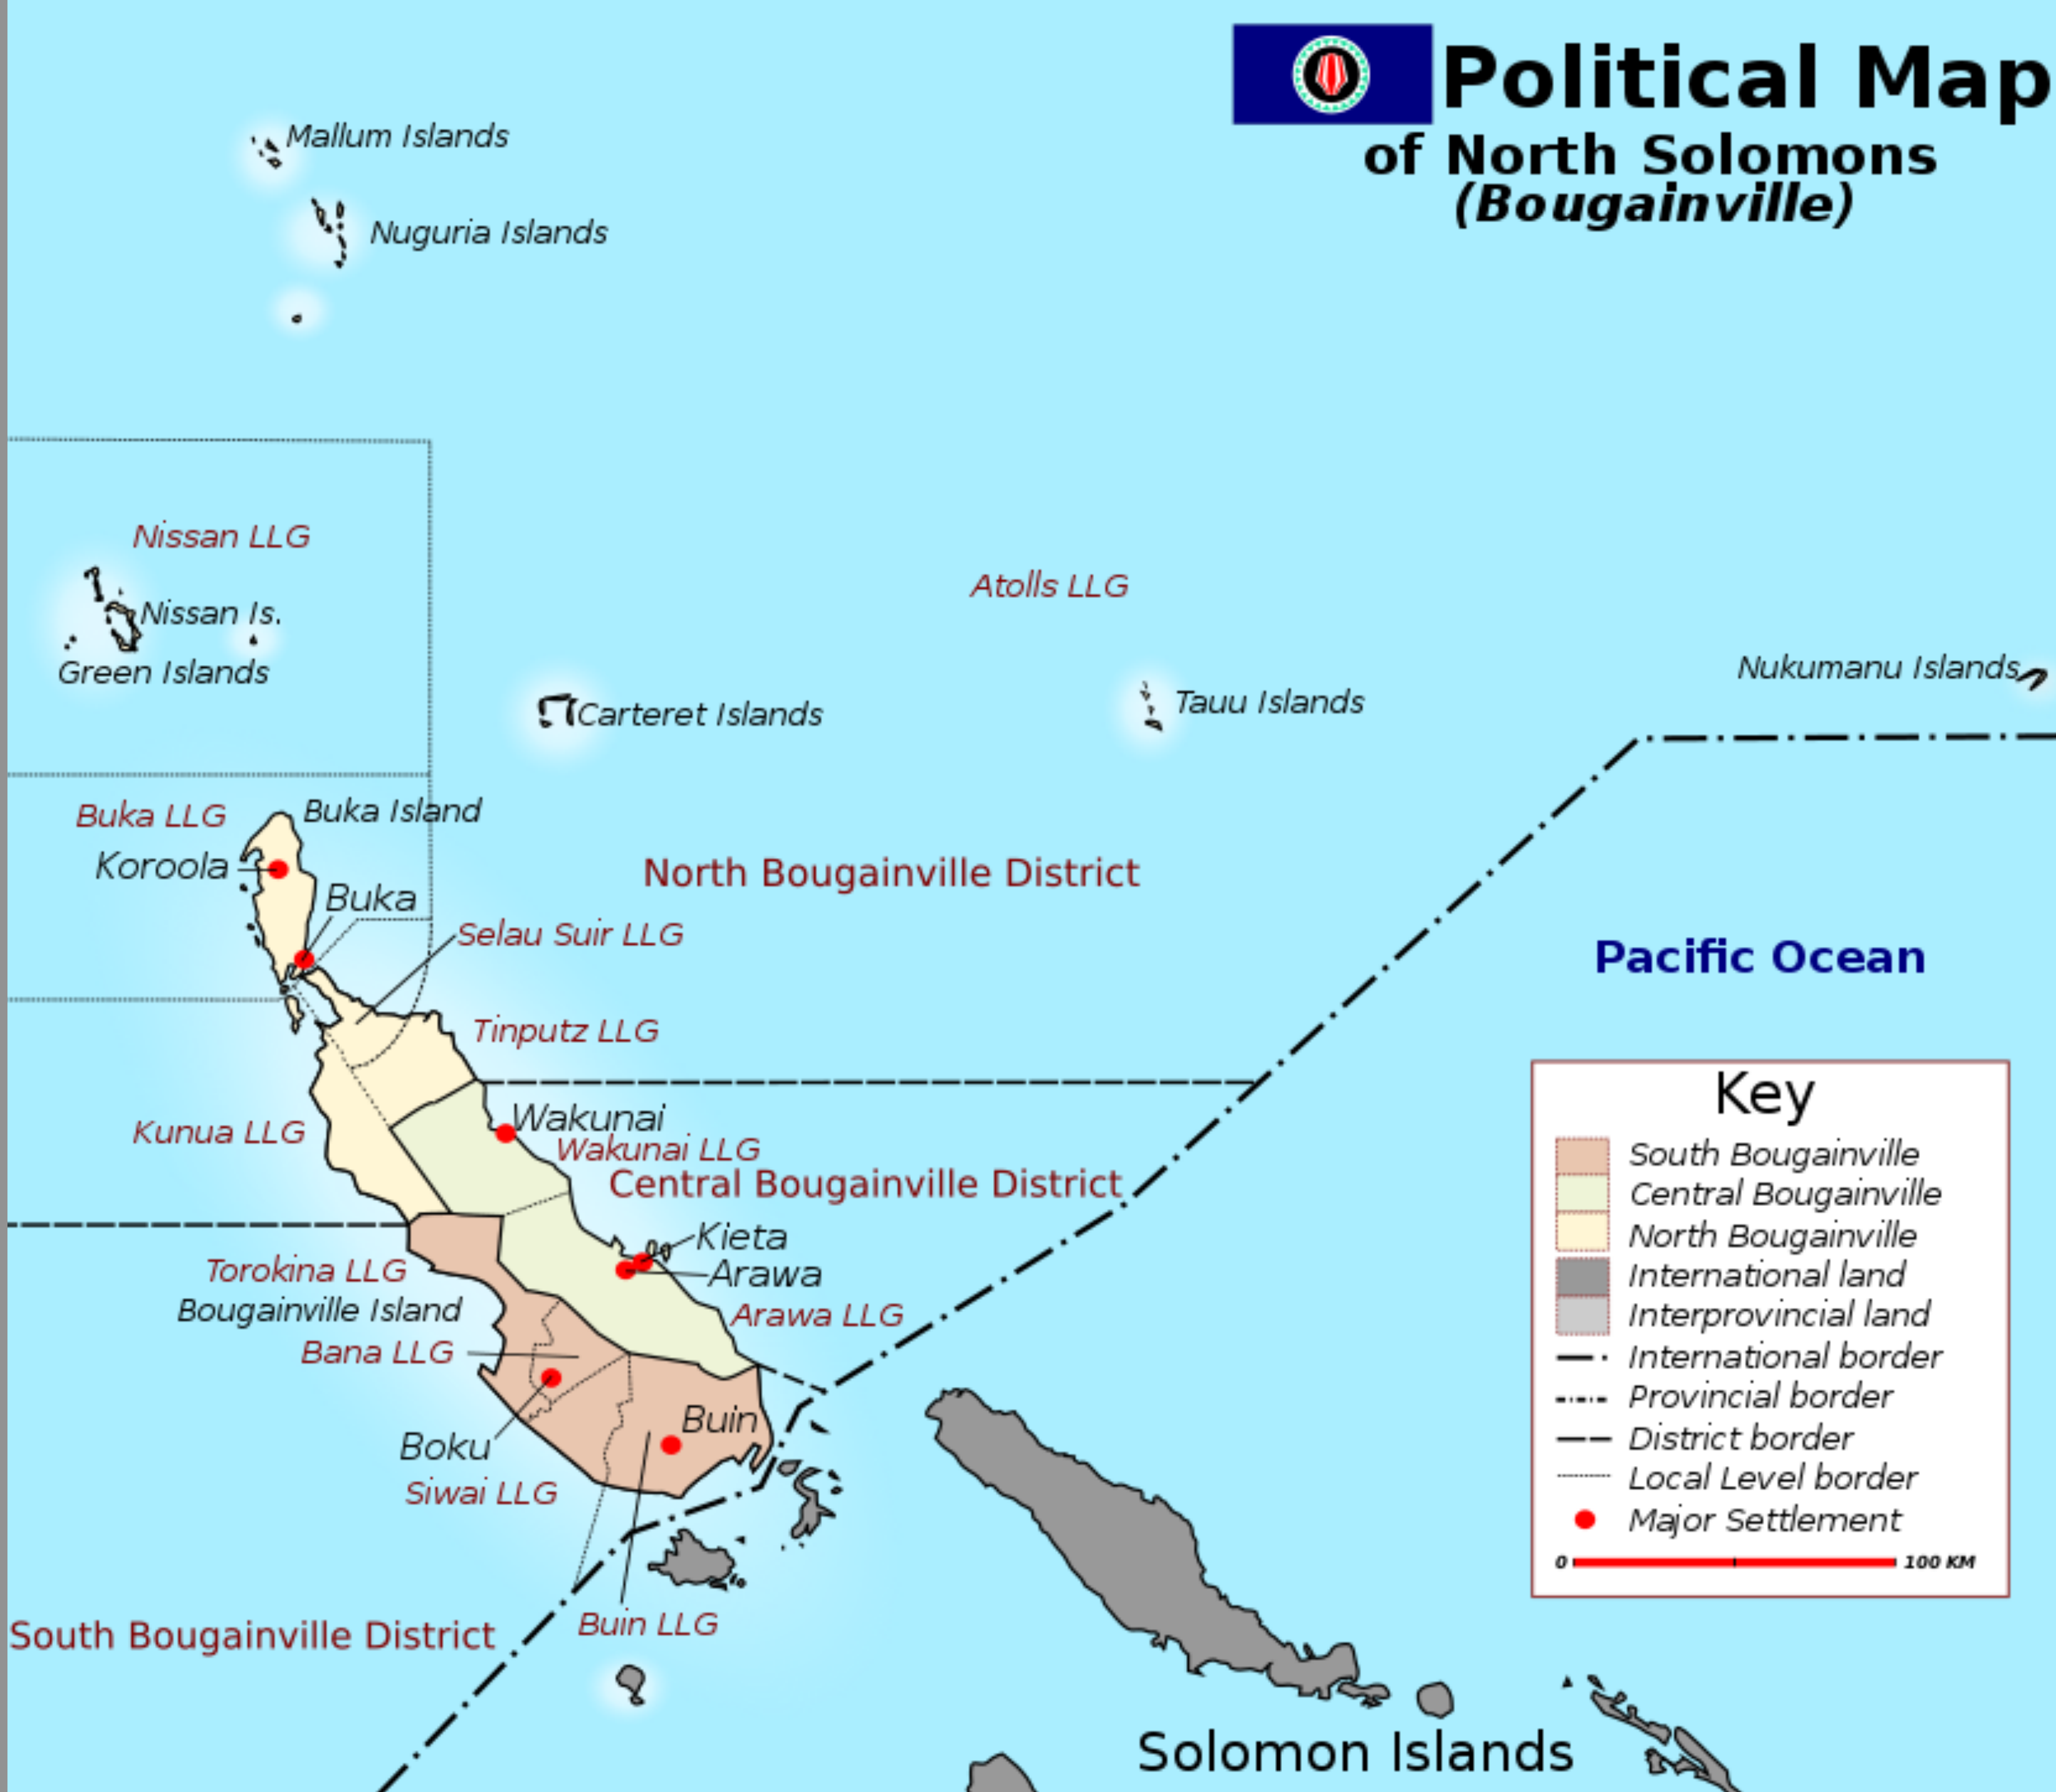 Political Map
of North Solomons
(Bougainville)
Mallum Islands
Nuguria Islands
Nissan LLG
Nissan Is.
Green Islands
Atolls LLG
Carteret Islands
Tauu Islands
Nukumanu Islands
Buka LLG
Buka Island
Koroola
Buka
North Bougainville District
Selau Suir LLG
Pacific Ocean
Tinputz LLG
Kunua LLG
Wakunai
Wakunai LLG
Central Bougainville District
Kieta
Arawa
Torokina LLG
Bougainville Island
Arawa LLG
Bana LLG
Buin
Boku
Siwai LLG
Buin LLG
South Bougainville District
Solomon Islands
Key
South Bougainville
Central Bougainville
North Bougainville
International land
Interprovincial land
International border
Provincial border
District border
Local Level border
Major Settlement
0 100 KM